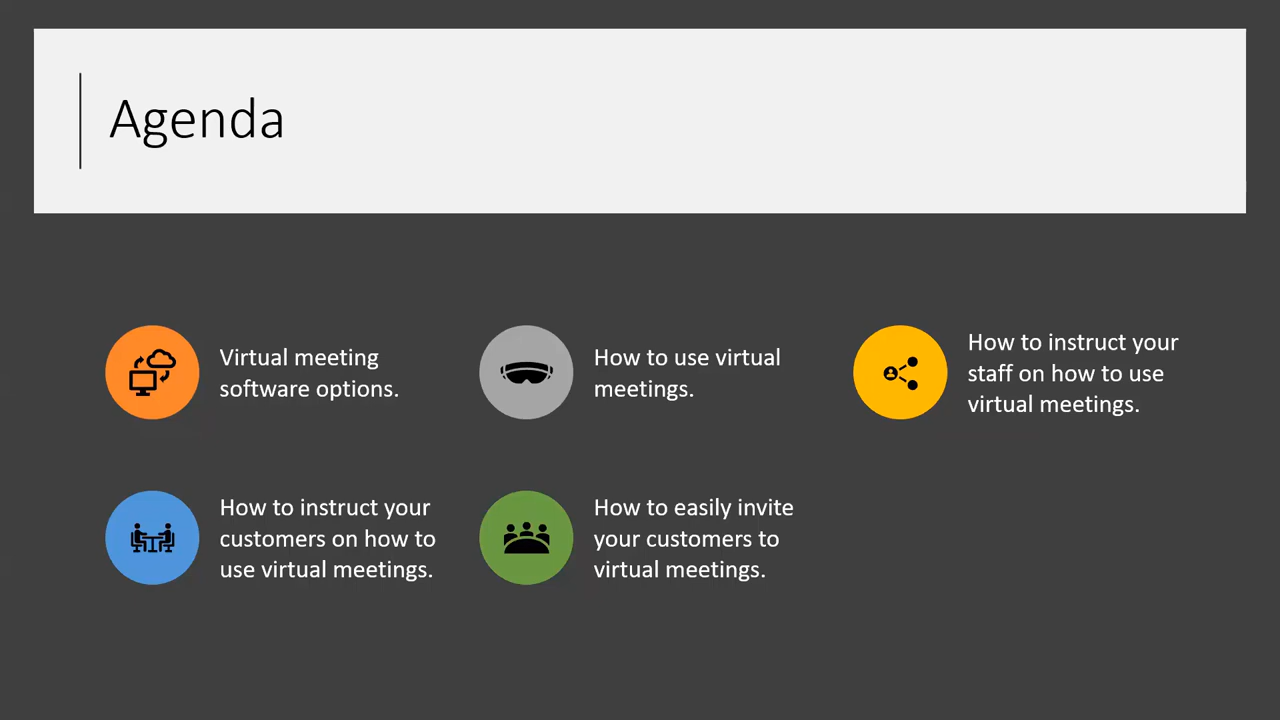 Agenda
Virtual meeting
software options.
How to use virtual
meetings.
How to instruct your
staff on how to use
virtual meetings.
How to instruct your
customers on how to
use virtual meetings.
How to easily invite
your customers to
virtual meetings.